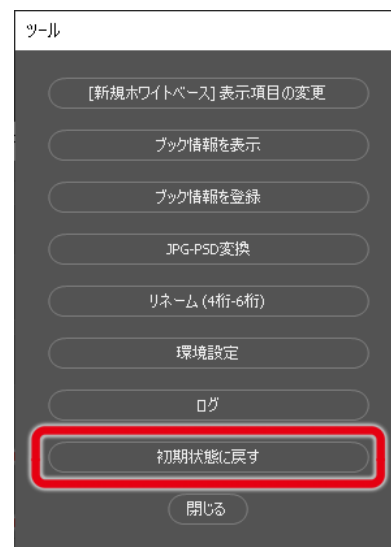 ツール
[新規ホワイトベース] 表示項目の変更
ブック情報を表示
ブック情報を登録
JPG-PSD変換
リネーム (4桁-6桁)
環境設定
ログ
初期状態に戻す
閉じる